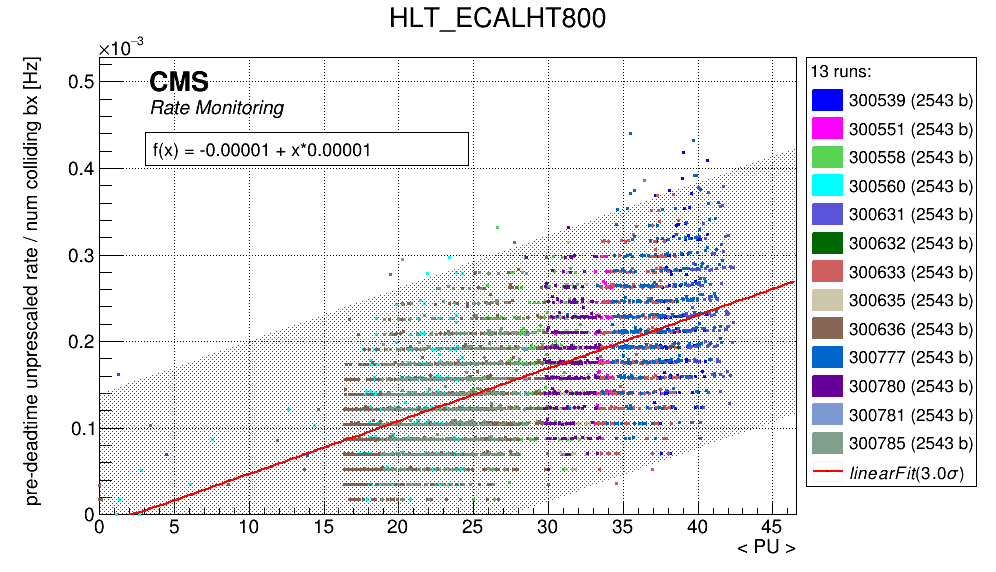 HLT_ECALHT800
×10⁻³
pre-deadtime unprescaled rate / num colliding bx [Hz]
0.5
0.4
0.3
0.2
0.1
0
CMS
Rate Monitoring
f(x) = -0.00001 + x*0.00001
0 5 10 15 20 25 30 35 40 45
< PU >
13 runs:
300539 (2543 b)
300551 (2543 b)
300558 (2543 b)
300560 (2543 b)
300631 (2543 b)
300632 (2543 b)
300633 (2543 b)
300635 (2543 b)
300636 (2543 b)
300777 (2543 b)
300780 (2543 b)
300781 (2543 b)
300785 (2543 b)
linearFit(3.0σ)